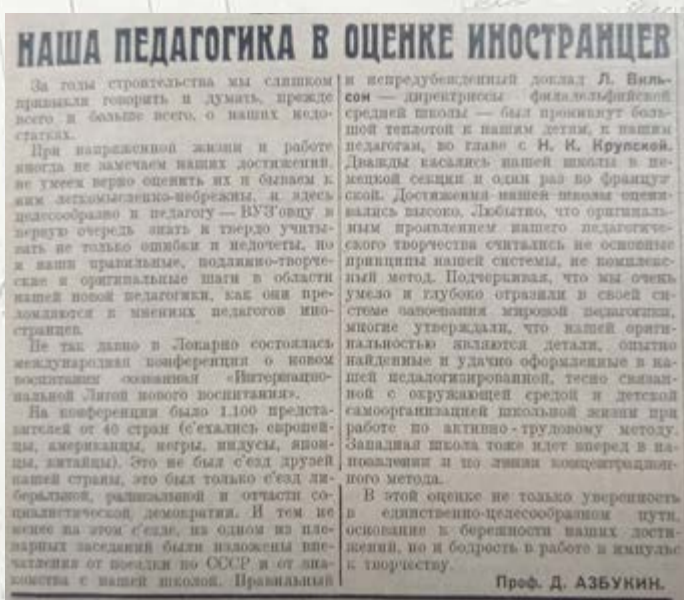 НАША ПЕДАГОГИКА В ОЦЕНКЕ ИНОСТРАНЦЕВ
За годы строительства мы слишком
привыкли говорить и думать, прежде
всего и больше всего, о наших недо-
статках.
При напряженной жизни и работе
иногда не замечаем наших достижений,
не умеем верно оценить их и бываем к
ним легкомысленно-небрежны, и здесь
целесообразно и педагогу — ВУЗ'овцу в
первую очередь знать и твердо учиты-
вать не только ошибки и недочеты, но
и наши правильные, подлинно-творче-
ские и оригинальные шаги в области
нашей новой педагогики, как они пре-
ломляются в мнениях педагогов ино-
странцев.
Не так давно в Локарно состоялась
международная конференция о новом
воспитании созванная «Интернацио-
нальной Лигой нового воспитания».
На конференции было 1.100 предста-
вителей от 40 стран (с'ехались европей-
цы, американцы, негры, индусы, япон-
цы, китайцы). Это не был с'езд друзей
нашей страны, это был только с'езд ли-
беральной, радикальной и отчасти со-
циалистической демократии. И тем не
менее на этом с'езде, на одном из пле-
нарных заседаний были изложены впе-
чатления от поездки по СССР и от зна-
комства с нашей школой. Правильный
и непредубежденный доклад Л. Виль-
сон — директриссы филадельфийской
средней школы — был проникнут боль-
шой теплотой к нашим детям, к нашим
педагогам, во главе с Н. К. Крупской.
Дважды касались нашей школы в не-
мецкой секции и один раз во француз-
ской. Достижения нашей школы оцени-
вались высоко. Любытно, что оригиналь-
ным проявлением нашего педагогиче-
ского творчества считались не основные
принципы нашей системы, не комплекс-
ный метод. Подчеркивая, что мы очень
умело и глубоко отразили в своей си-
стеме завоевания мировой педагогики,
многие утверждали, что нашей ориги-
нальностью являются детали, опытно
найденные и удачно оформленные в на-
шей педалогизированной, тесно связан-
ной с окружающей средой и детской
самоорганизацией школьной жизни при
работе по активно-трудовому методу.
Западная школа тоже идет вперед в на-
правлении и по линии концентрацион-
ного метода.
В этой оценке не только уверенность
в единственно-целесообразном пути,
основание к бережности наших дости-
жений, но и бодрость в работе и импульс
к творчеству.
Проф. Д. АЗБУКИН.